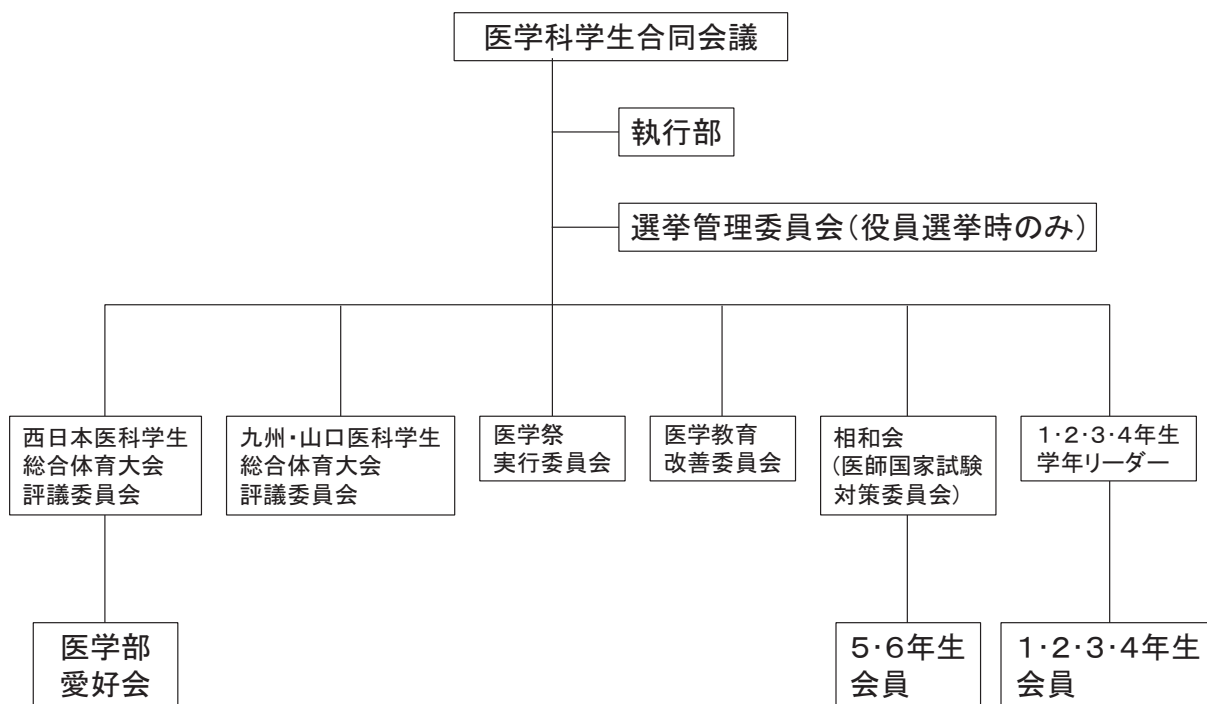 医学科学生合同会議
執行部
選挙管理委員会（役員選挙時のみ）
西日本医科学生
総合体育大会
評議委員会
九州・山口医科学生
総合体育大会
評議委員会
医学祭
実行委員会
医学教育
改善委員会
相和会
（医師国家試験
対策委員会）
１・２・３・４年生
学年リーダー
医学部
愛好会
５・６年生
会員
１・２・３・４年生
会員